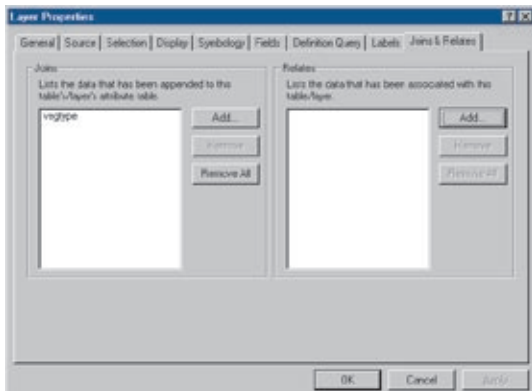 Layer Properties
General Source Selection Display Symbology Fields Definition Query Labels Joins & Relates
Joins
Lists the data that has been appended to this
table's/layer's attribute table.
vegtype
Add...
Remove
Remove All
Relates
Lists the data that has been associated with this
table/layer.
Add...
Remove
Remove All
OK Cancel Apply